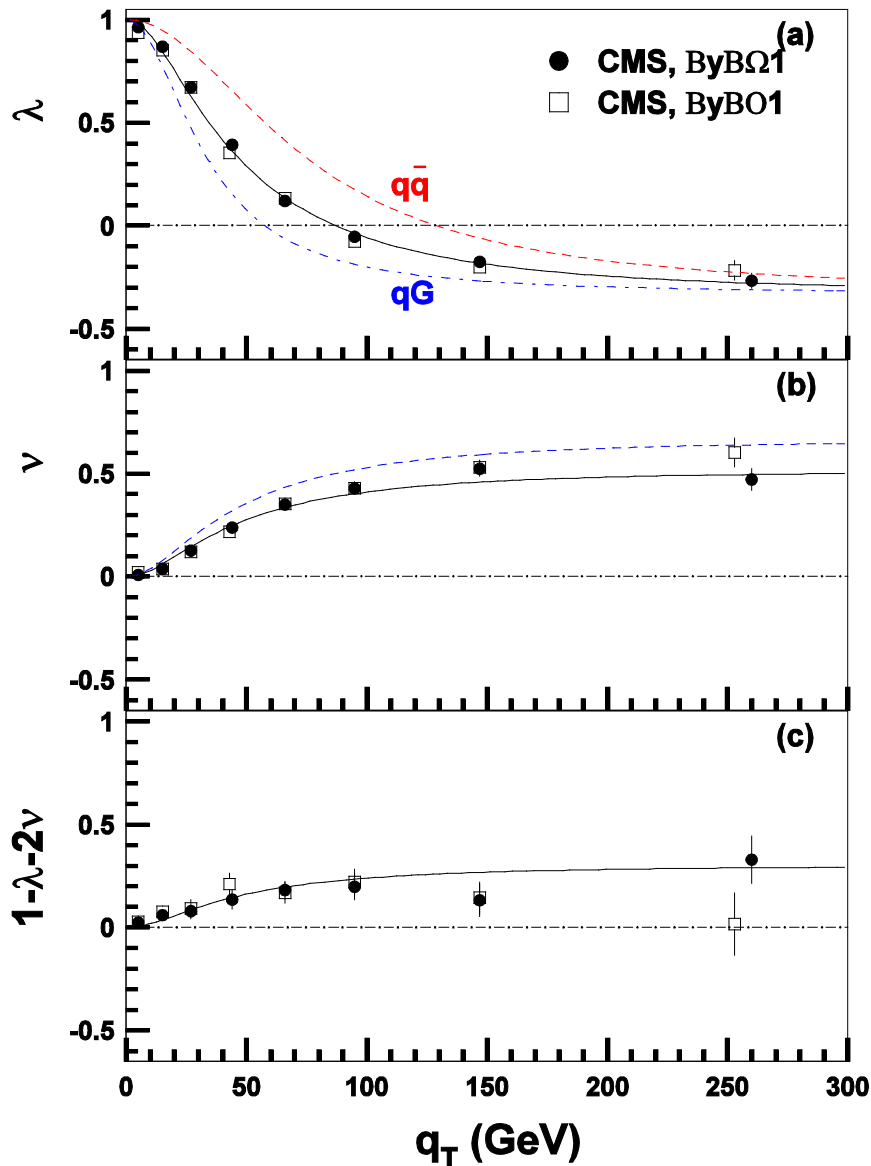 1
0.5
0
-0.5
λ
(a)
CMS, ByBΩ1
CMS, ByBO1
qq̄
qG
1
0.5
0
-0.5
ν
(b)
1
0.5
0
-0.5
1-λ-2ν
(c)
0 50 100 150 200 250 300
q_T (GeV)